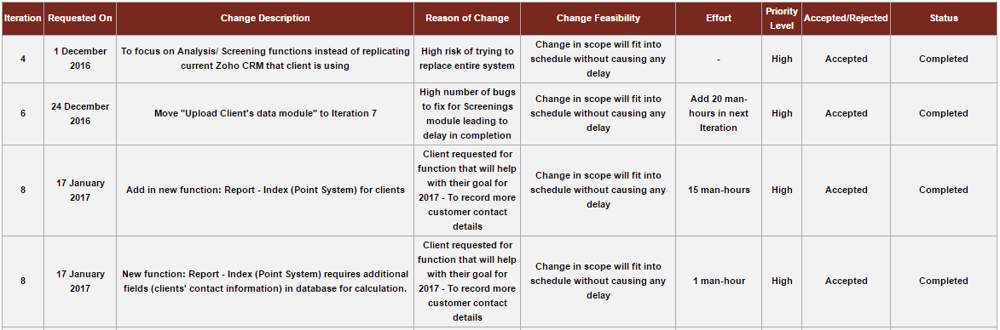 Iteration Requested On Change Description Reason of Change Change Feasibility Effort Priority Level Accepted/Rejected Status
4
1 December
2016
To focus on Analysis/ Screening functions instead of replicating
current Zoho CRM that client is using
High risk of trying to
replace entire system
Change in scope will fit into
schedule without causing any
delay
-
High
Accepted
Completed
6
24 December
2016
Move "Upload Client's data module" to Iteration 7
High number of bugs
to fix for Screenings
module leading to
delay in completion
Change in scope will fit into
schedule without causing any
delay
Add 20 man-
hours in next
Iteration
High
Accepted
Completed
8
17 January
2017
Add in new function: Report - Index (Point System) for clients
Client requested for
function that will help
with their goal for
2017 - To record more
customer contact
details
Change in scope will fit into
schedule without causing any
delay
15 man-hours
High
Accepted
Completed
8
17 January
2017
New function: Report - Index (Point System) requires additional
fields (clients' contact information) in database for calculation.
Client requested for
function that will help
with their goal for
2017 - To record more
customer contact
details
Change in scope will fit into
schedule without causing any
delay
1 man-hour
High
Accepted
Completed